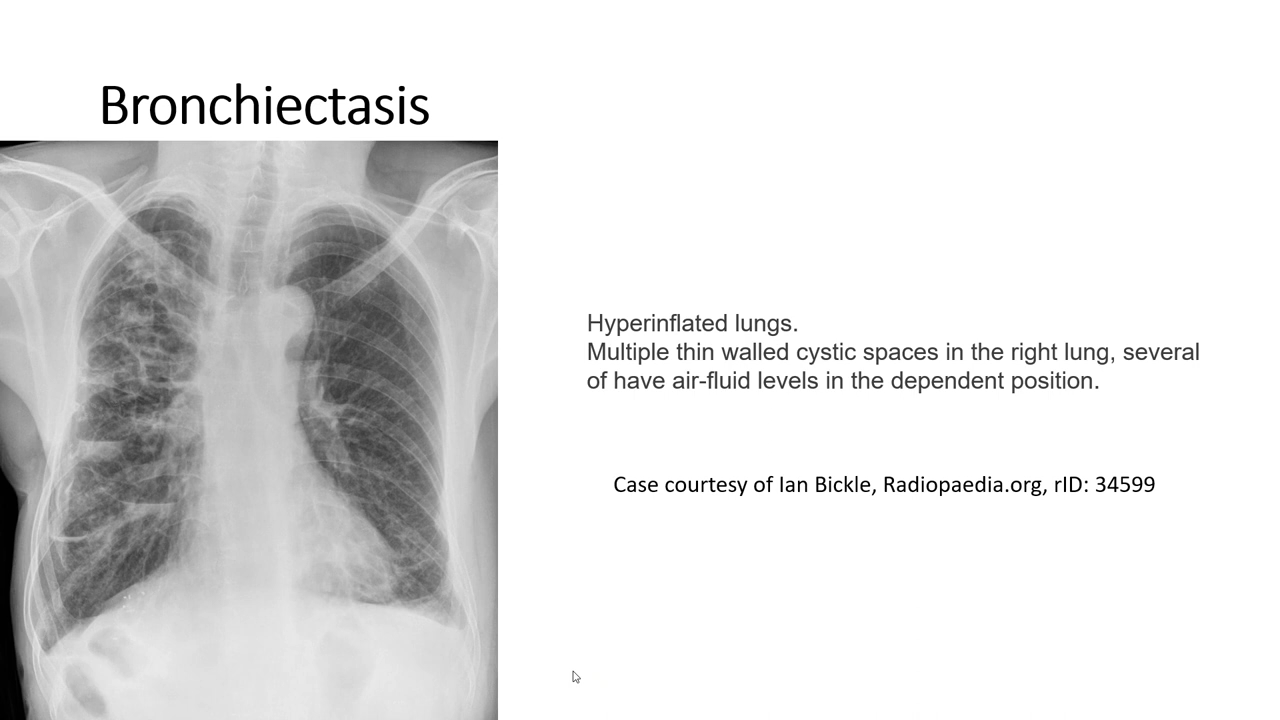 Bronchiectasis
Hyperinflated lungs.
Multiple thin walled cystic spaces in the right lung, several
of have air-fluid levels in the dependent position.
Case courtesy of Ian Bickle, Radiopaedia.org, rID: 34599